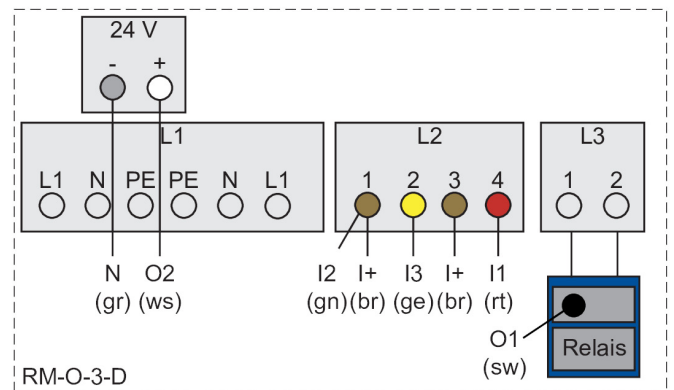 24 V
- +
L1 L2 L3
L1 N PE PE N L1 1 2 3 4 1 2
N O2 I2 I+ I3 I+ I1
(gr) (ws) (gn) (br) (ge) (br) (rt)
O1
(sw)
Relais
RM-O-3-D